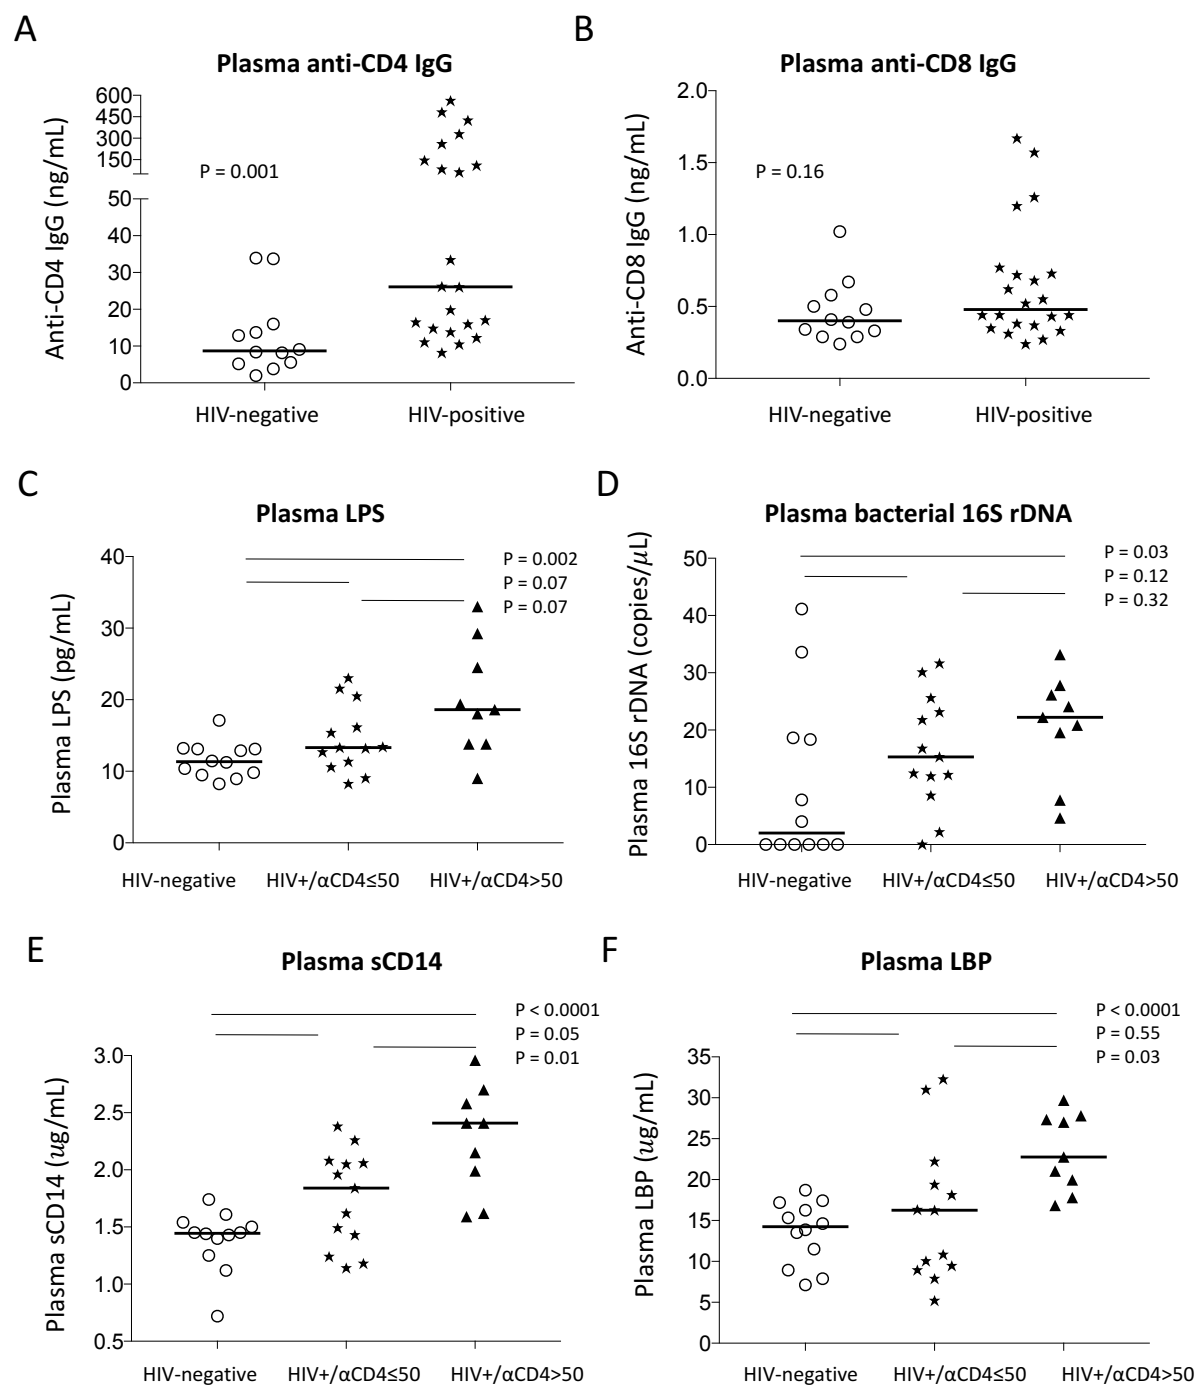 A
Plasma anti-CD4 IgG
Anti-CD4 IgG (ng/mL)
600
450
300
150
50
40
30
20
10
0
P = 0.001
HIV-negative HIV-positive
B
Plasma anti-CD8 IgG
Anti-CD8 IgG (ng/mL)
2.0
1.5
1.0
0.5
0.0
P = 0.16
HIV-negative HIV-positive
C
Plasma LPS
Plasma LPS (pg/mL)
40
30
20
10
0
P = 0.002
P = 0.07
P = 0.07
HIV-negative HIV+/αCD4≤50 HIV+/αCD4>50
D
Plasma bacterial 16S rDNA
Plasma 16S rDNA (copies/µL)
50
40
30
20
10
0
P = 0.03
P = 0.12
P = 0.32
HIV-negative HIV+/αCD4≤50 HIV+/αCD4>50
E
Plasma sCD14
Plasma sCD14 (ug/mL)
3.0
2.5
2.0
1.5
1.0
0.5
P < 0.0001
P = 0.05
P = 0.01
HIV-negative HIV+/αCD4≤50 HIV+/αCD4>50
F
Plasma LBP
Plasma LBP (ug/mL)
35
30
25
20
15
10
5
0
P < 0.0001
P = 0.55
P = 0.03
HIV-negative HIV+/αCD4≤50 HIV+/αCD4>50